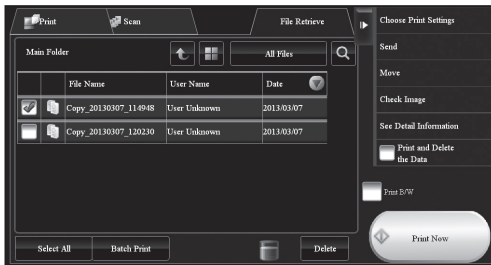 Print
Scan
File Retrieve
Main Folder
All Files
File Name
User Name
Date
Copy_20130307_114948
User Unknown
2013/03/07
Copy_20130307_120230
User Unknown
2013/03/07
Select All
Batch Print
Delete
Choose Print Settings
Send
Move
Check Image
See Detail Information
Print and Delete
the Data
Print B/W
Print Now